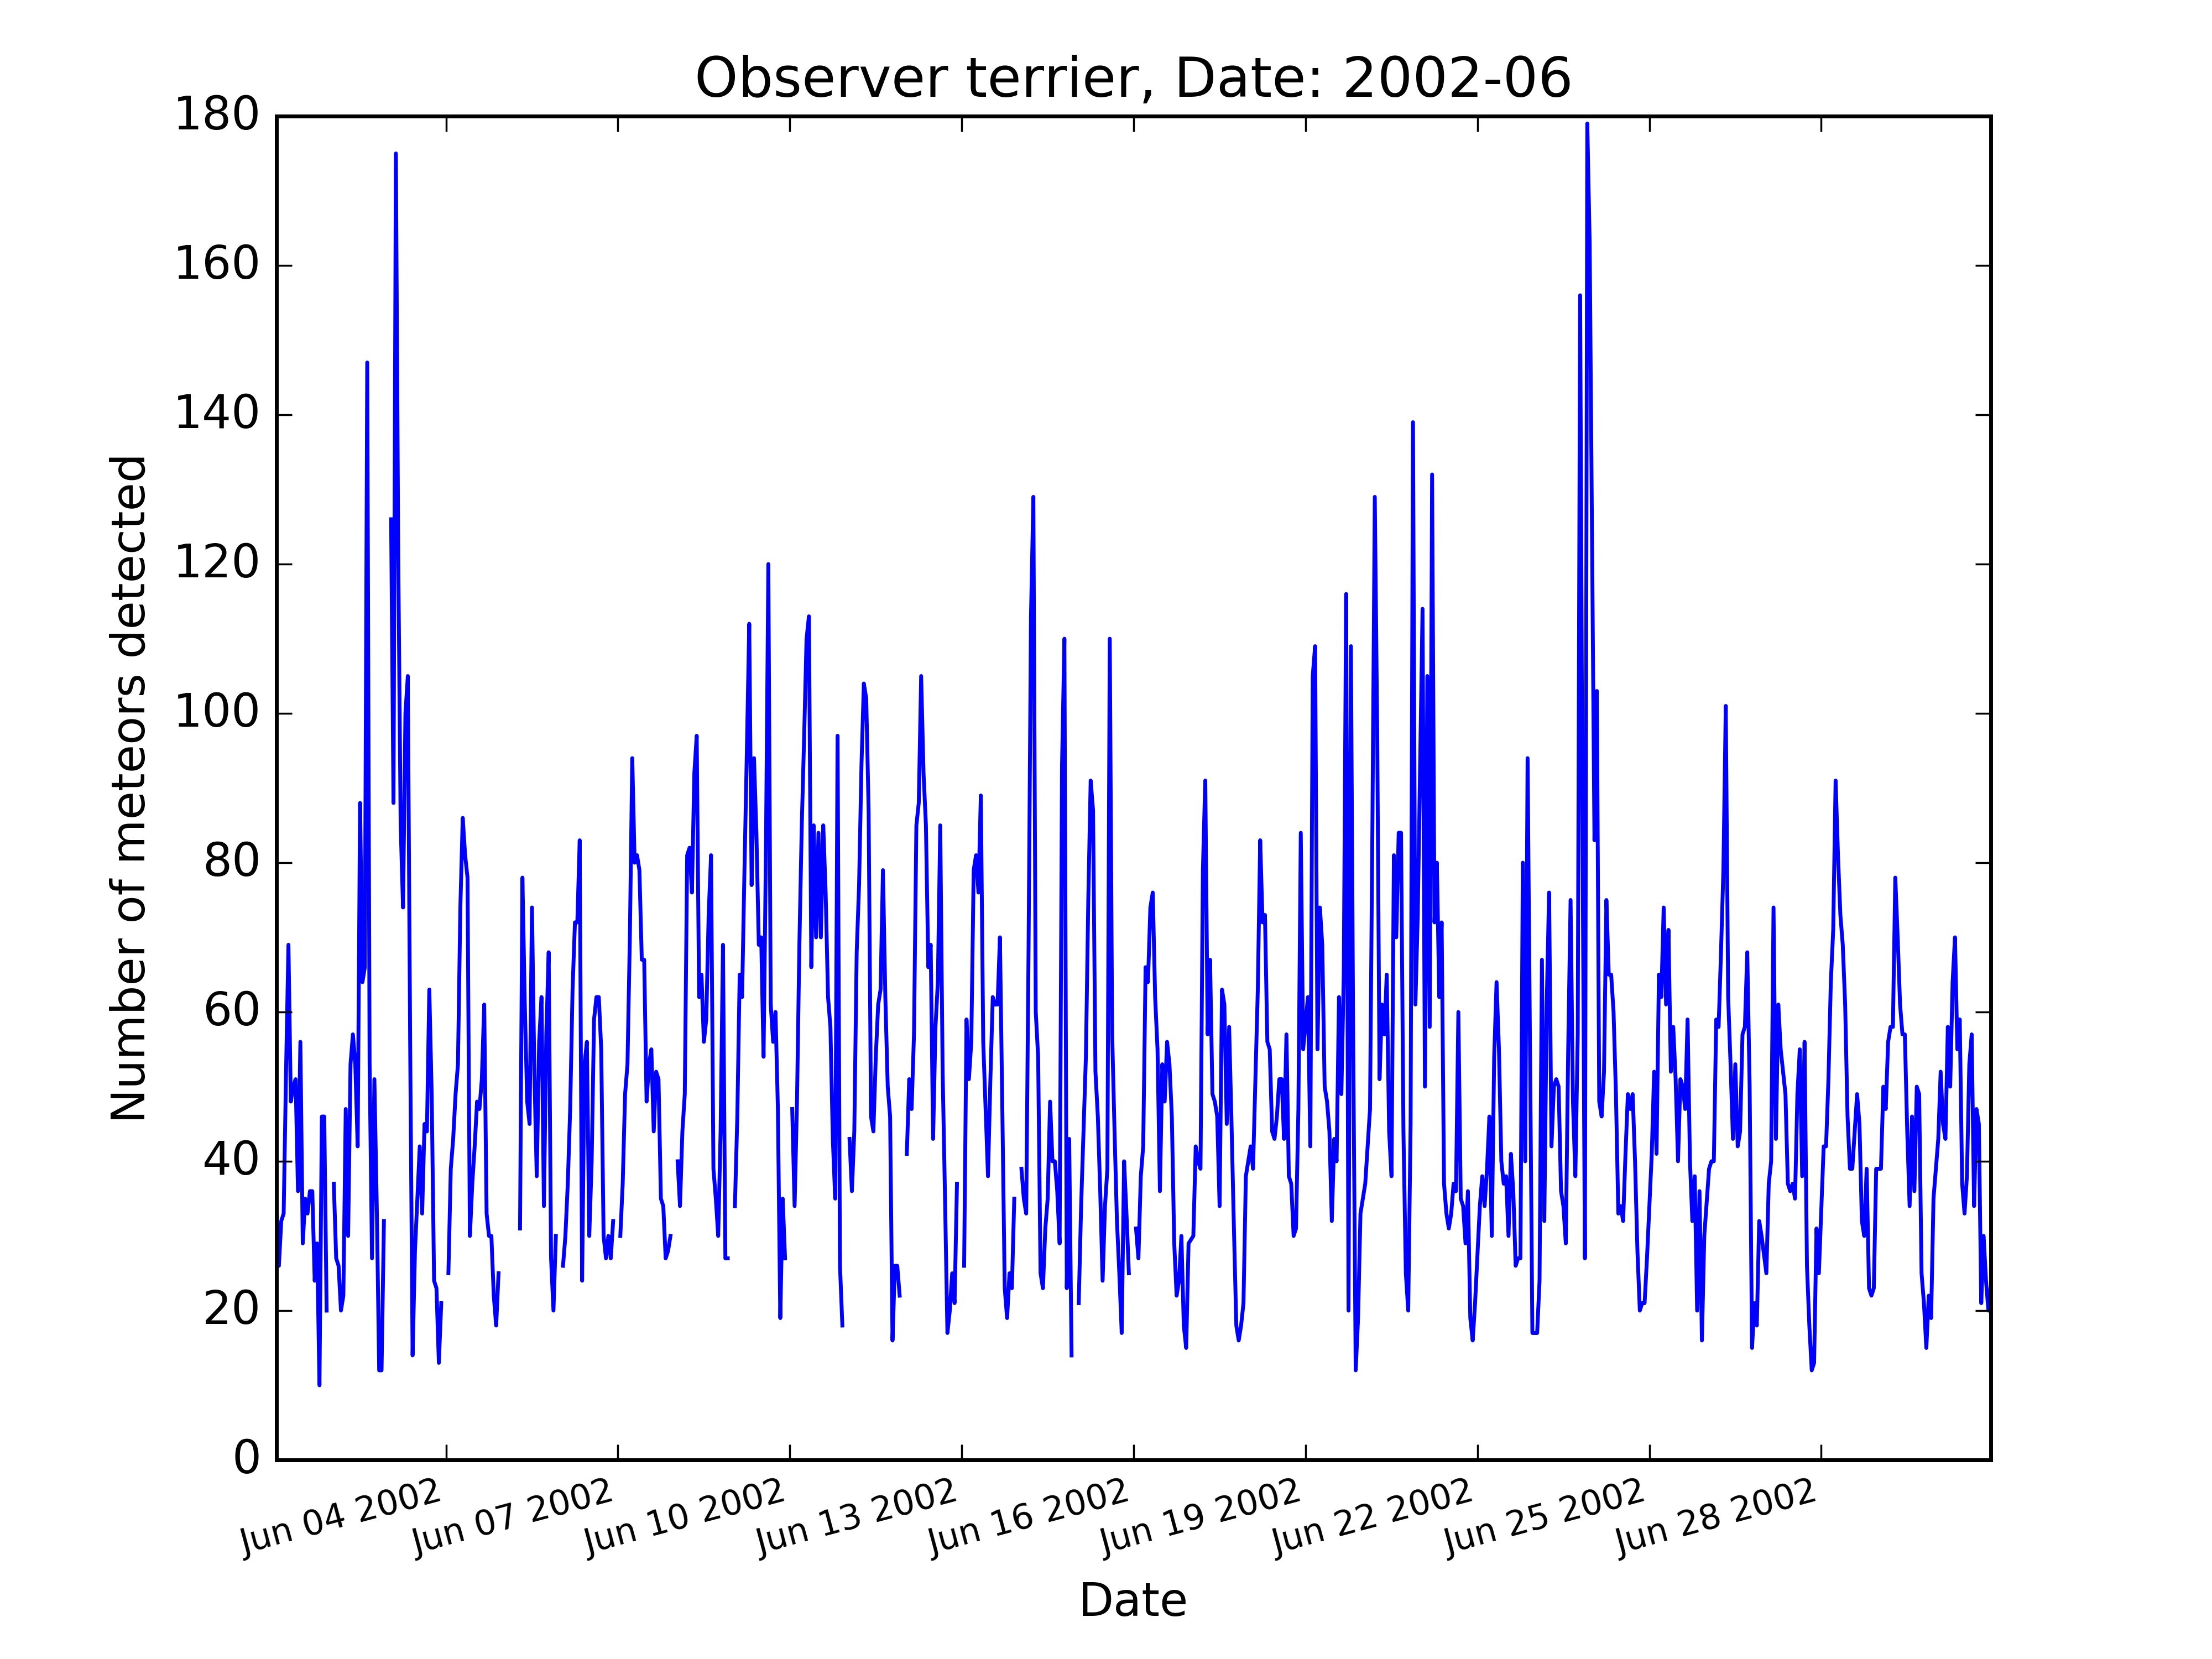 Observer terrier, Date: 2002-06
Number of meteors detected
180
160
140
120
100
80
60
40
20
0
Jun 04 2002
Jun 07 2002
Jun 10 2002
Jun 13 2002
Jun 16 2002
Jun 19 2002
Jun 22 2002
Jun 25 2002
Jun 28 2002
Date